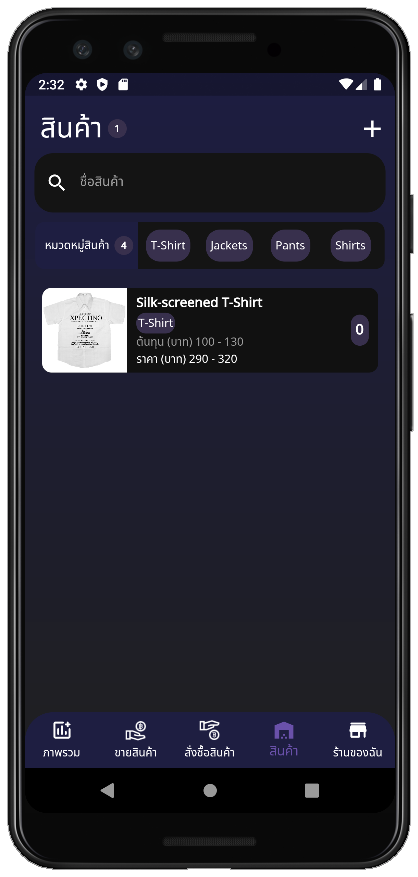 2:32
สินค้า 1
ชื่อสินค้า
หมวดหมู่สินค้า 4 T-Shirt Jackets Pants Shirts
Silk-screened T-Shirt
T-Shirt
ต้นทุน (บาท) 100 - 130
ราคา (บาท) 290 - 320
0
ภาพรวม ขายสินค้า สั่งซื้อสินค้า สินค้า ร้านของฉัน